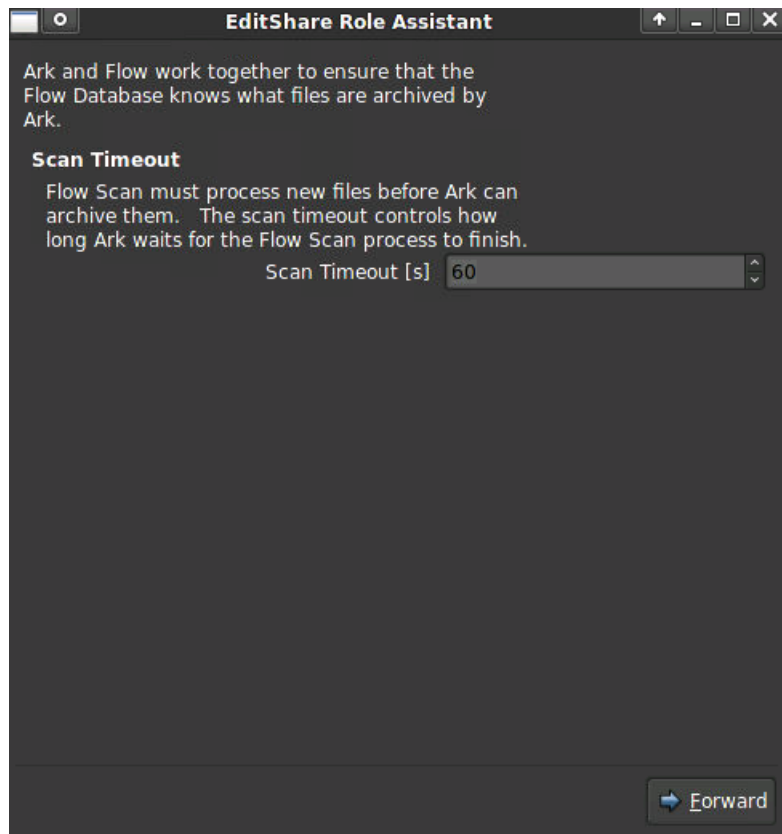 EditShare Role Assistant
Ark and Flow work together to ensure that the
Flow Database knows what files are archived by
Ark.
Scan Timeout
Flow Scan must process new files before Ark can
archive them.   The scan timeout controls how
long Ark waits for the Flow Scan process to finish.
Scan Timeout [s] 60
Forward